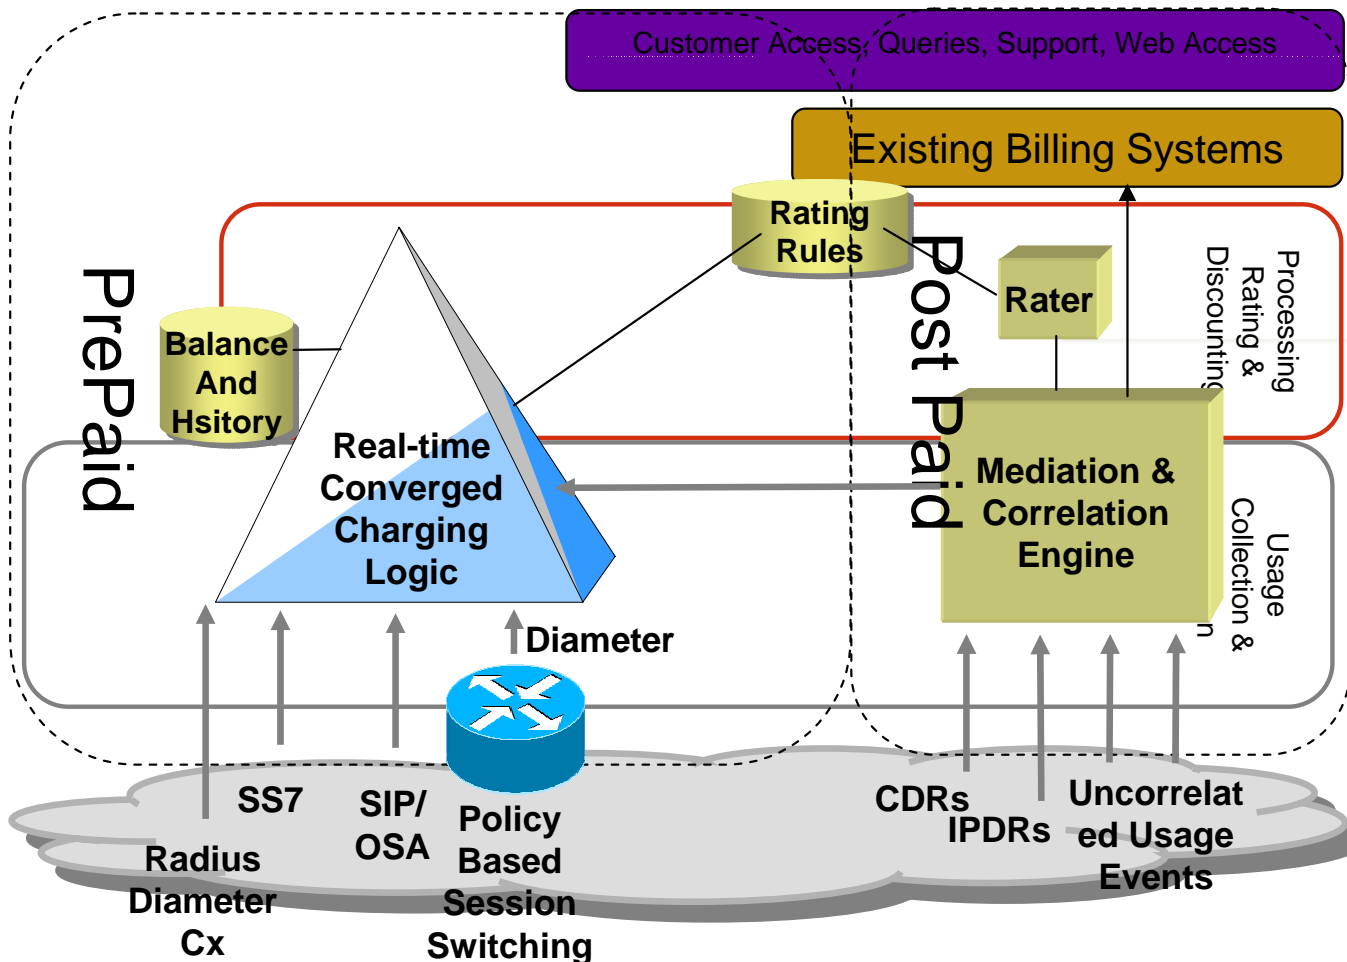 Customer Access, Queries, Support, Web Access
Existing Billing Systems
Rating
Rules
PrePaid
Post Paid
Processing
Rating &
Discounting
Rater
Balance
And
Hsitory
Real-time
Converged
Charging
Logic
Mediation &
Correlation
Engine
Usage
Collection &
Diameter
SS7
SIP/
OSA
Policy
Based
Session
Switching
Radius
Diameter
Cx
CDRs
IPDRs
Uncorrelat
ed Usage
Events